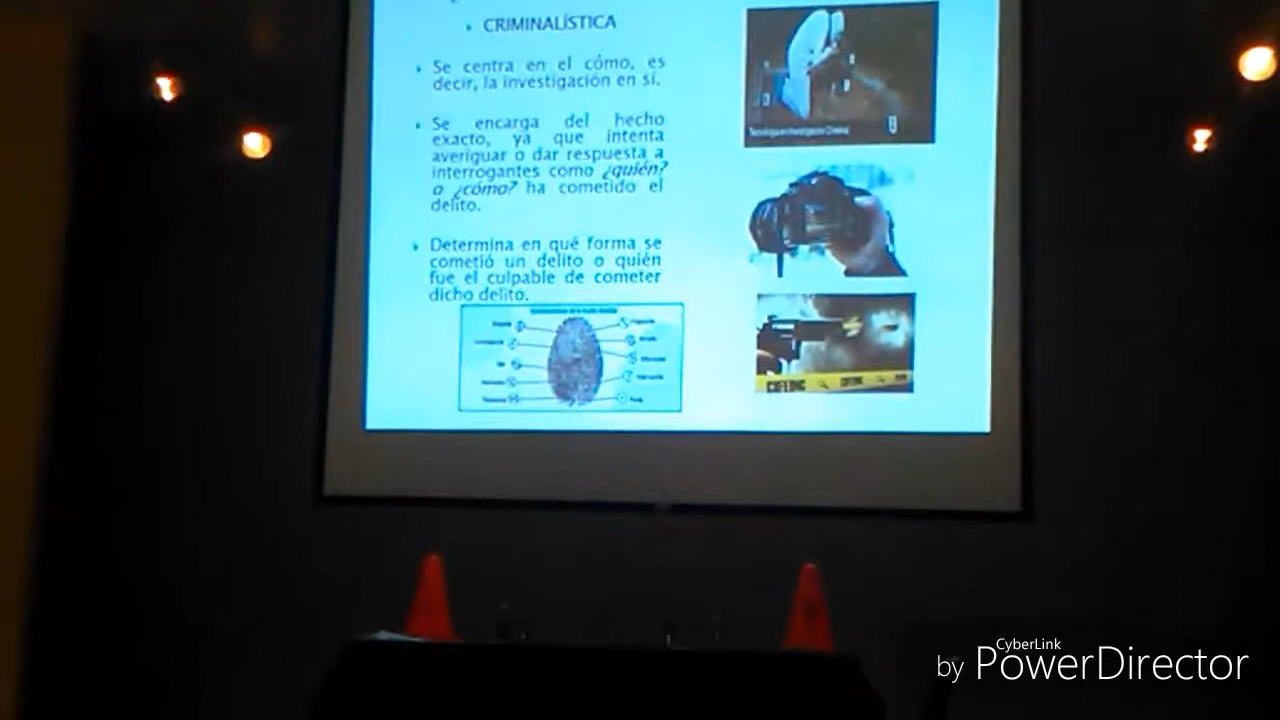 CRIMINALÍSTICA
Se centra en el cómo, es
decir, la investigación en sí.
Se encarga del hecho
exacto, ya que intenta
averiguar o dar respuesta a
interrogantes como ¿quién?
o ¿cómo? ha cometido el
delito.
Determina en qué forma se
cometió un delito o quién
fue el culpable de cometer
dicho delito.
by CyberLink
PowerDirector